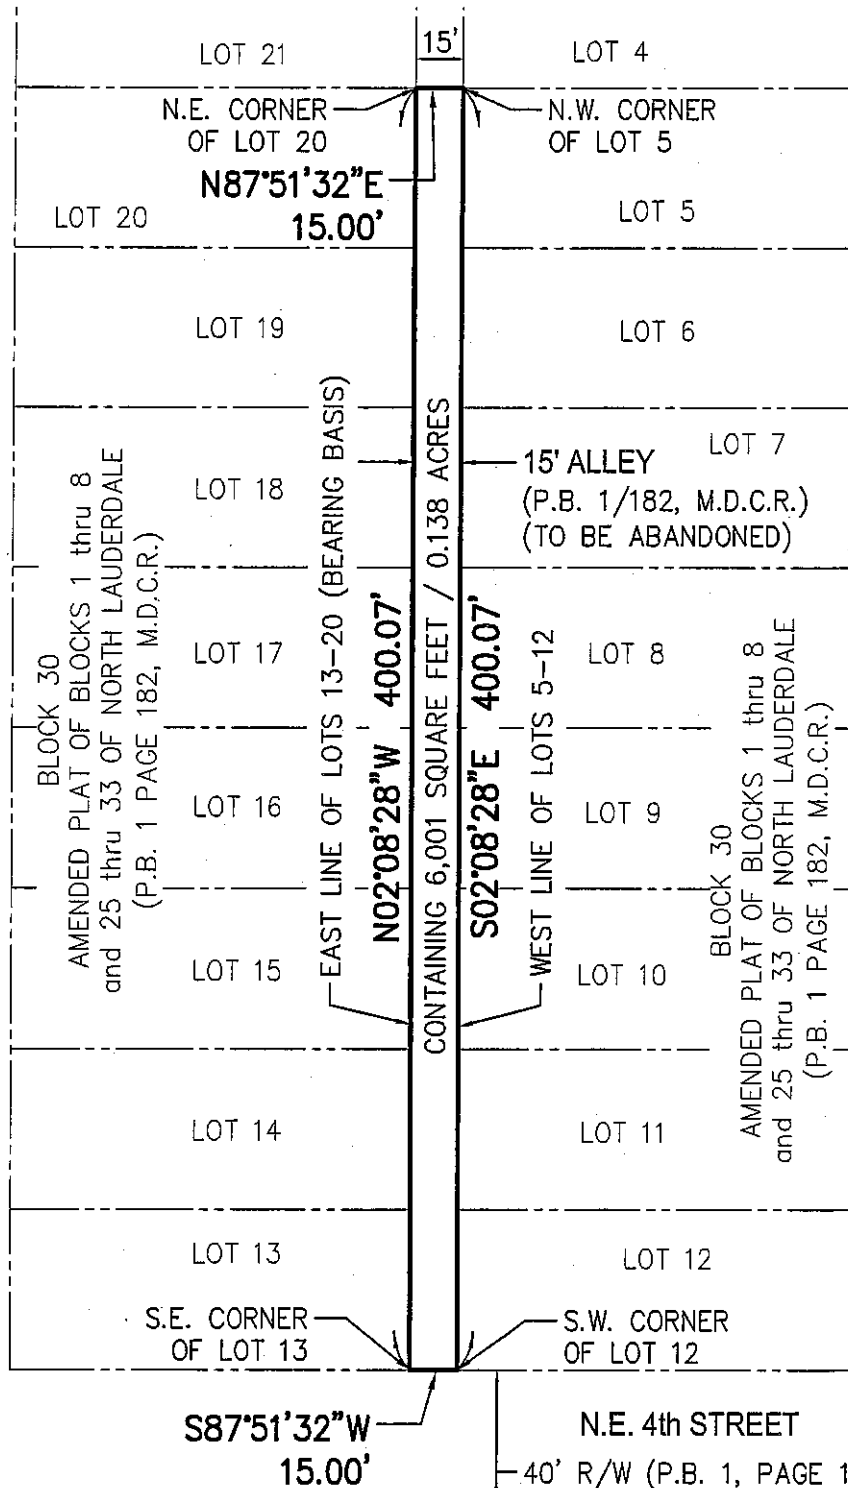 LOT 21
15'
LOT 4
N.E. CORNER
OF LOT 20
N.W. CORNER
OF LOT 5
N87°51'32"E
15.00'
LOT 20
LOT 5
LOT 19
LOT 6
LOT 7
LOT 18
15' ALLEY
(P.B. 1/182, M.D.C.R.)
(TO BE ABANDONED)
BLOCK 30
AMENDED PLAT OF BLOCKS 1 thru 8
and 25 thru 33 OF NORTH LAUDERDALE
(P.B. 1 PAGE 182, M.D.C.R.)
EAST LINE OF LOTS 13-20 (BEARING BASIS)
N02°08'28"W 400.07'
CONTAINING 6,001 SQUARE FEET / 0.138 ACRES
S02°08'28"E 400.07'
WEST LINE OF LOTS 5-12
BLOCK 30
AMENDED PLAT OF BLOCKS 1 thru 8
and 25 thru 33 OF NORTH LAUDERDALE
(P.B. 1 PAGE 182, M.D.C.R.)
LOT 17
LOT 8
LOT 16
LOT 9
LOT 15
LOT 10
LOT 14
LOT 11
LOT 13
LOT 12
S.E. CORNER
OF LOT 13
S.W. CORNER
OF LOT 12
S87°51'32"W
15.00'
N.E. 4th STREET
40' R/W (P.B. 1, PAGE 1